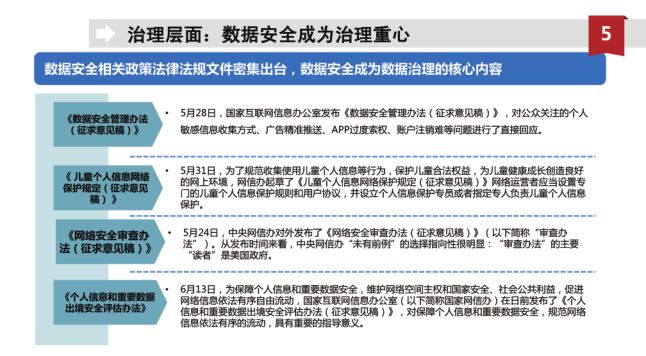 治理层面：数据安全成为治理重心
5
数据安全相关政策法律法规文件密集出台，数据安全成为数据治理的核心内容
《数据安全管理办法
（征求意见稿）》
• 5月28日，国家互联网信息办公室发布《数据安全管理办法（征求意见稿）》，对公众关注的个人
敏感信息收集方式、广告精准推送、APP过度索权、账户注销难等问题进行了直接回应。
《 儿童个人信息网络
保护规定（征求意见
稿）》
• 5月31日，为了规范收集使用儿童个人信息等行为，保护儿童合法权益，为儿童健康成长创造良好
的网上环境，网信办起草了《儿童个人信息网络保护规定（征求意见稿）》网络运营者应当设置专
门的儿童个人信息保护规则和用户协议，并设立个人信息保护专员或者指定专人负责儿童个人信息
保护。
《网络安全审查办
法（征求意见稿）》
• 5月24日，中央网信办对外发布了《网络安全审查办法（征求意见稿）》（以下简称“审查办
法”）。从发布时间来看，中央网信办“未有前例”的选择指向性很明显：“审查办法”的主要
“读者”是美国政府。
《个人信息和重要数据
出境安全评估办法》
• 6月13日，为保障个人信息和重要数据安全，维护网络空间主权和国家安全、社会公共利益，促进
网络信息依法有序自由流动，国家互联网信息办公室（以下简称国家网信办）在日前发布了《个人
信息和重要数据出境安全评估办法（征求意见稿）》，对保障个人信息和重要数据安全，规范网络
信息依法有序的流动，具有重要的指导意义。